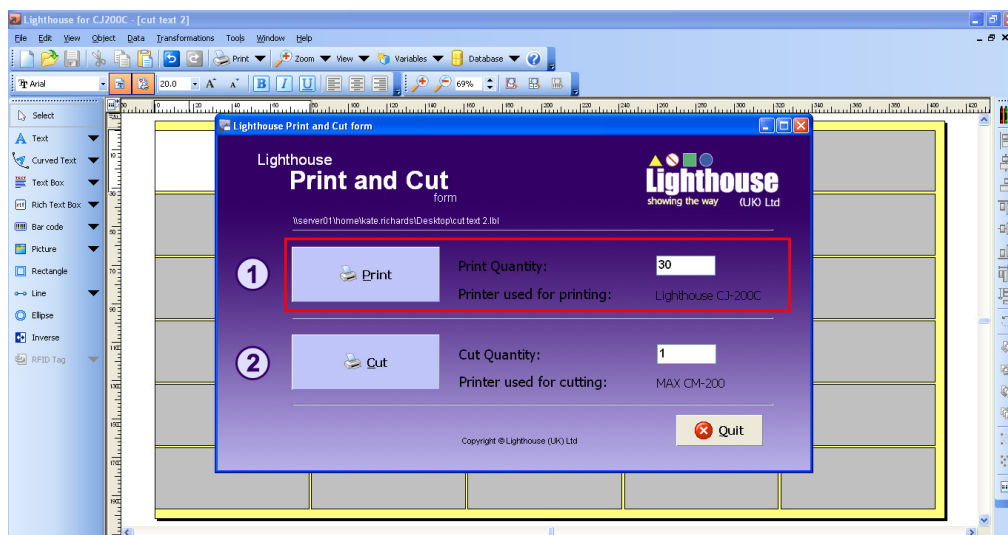 Lighthouse for CJ200C - [cut text 2]
File Edit View Object Data Transformations Tools Window Help
Print Zoom View Variables Database
Arial 20.0 B I U 69%
Select
Text
Curved Text
Text Box
Rich Text Box
Bar code
Picture
Rectangle
Line
Ellipse
Inverse
RFID Tag
Lighthouse Print and Cut form
Lighthouse
Print and Cut
form
Lighthouse
showing the way (UK) Ltd
\\server01\home\kate.richards\Desktop\cut text 2.lbl
1 Print Print Quantity: 30
Printer used for printing: Lighthouse CJ-200C
2 Cut Cut Quantity: 1
Printer used for cutting: MAX CM-200
Quit
Copyright © Lighthouse (UK) Ltd